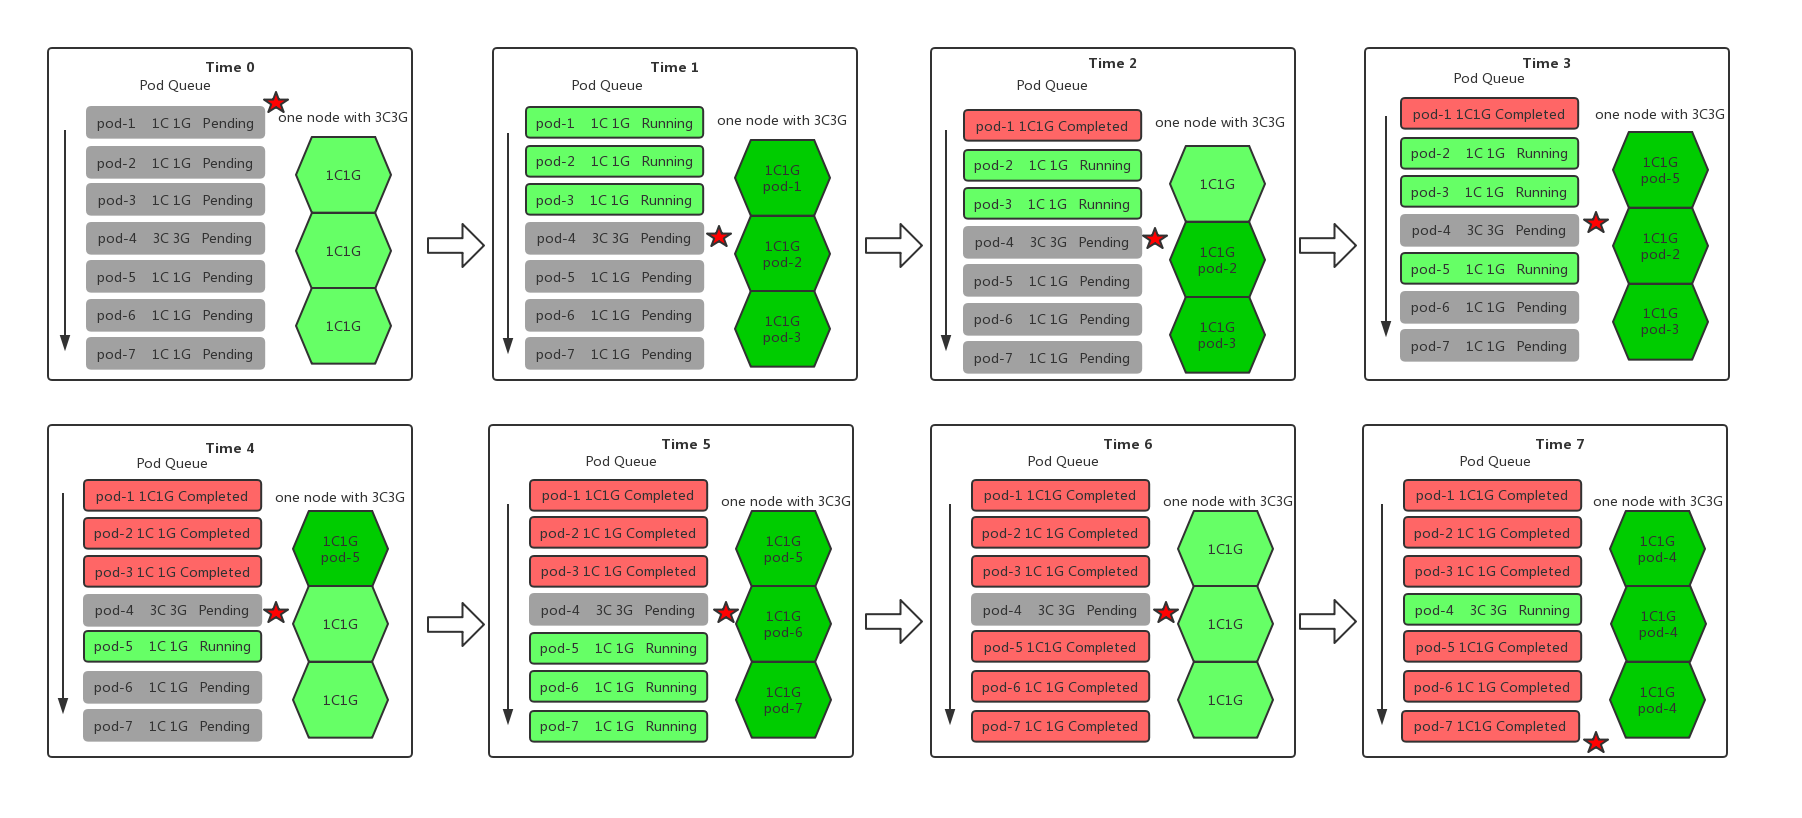 Time 0
Pod Queue
one node with 3C3G
pod-1 1C 1G Pending
pod-2 1C 1G Pending
pod-3 1C 1G Pending
pod-4 3C 3G Pending
pod-5 1C 1G Pending
pod-6 1C 1G Pending
pod-7 1C 1G Pending
1C1G
1C1G
1C1G
Time 1
Pod Queue
one node with 3C3G
pod-1 1C 1G Running
pod-2 1C 1G Running
pod-3 1C 1G Running
pod-4 3C 3G Pending
pod-5 1C 1G Pending
pod-6 1C 1G Pending
pod-7 1C 1G Pending
1C1G
pod-1
1C1G
pod-2
1C1G
pod-3
Time 2
Pod Queue
one node with 3C3G
pod-1 1C1G Completed
pod-2 1C 1G Running
pod-3 1C 1G Running
pod-4 3C 3G Pending
pod-5 1C 1G Pending
pod-6 1C 1G Pending
pod-7 1C 1G Pending
1C1G
1C1G
pod-2
1C1G
pod-3
Time 3
Pod Queue
one node with 3C3G
pod-1 1C1G Completed
pod-2 1C 1G Running
pod-3 1C 1G Running
pod-4 3C 3G Pending
pod-5 1C 1G Running
pod-6 1C 1G Pending
pod-7 1C 1G Pending
1C1G
pod-5
1C1G
pod-2
1C1G
pod-3
Time 4
Pod Queue
one node with 3C3G
pod-1 1C1G Completed
pod-2 1C 1G Completed
pod-3 1C 1G Completed
pod-4 3C 3G Pending
pod-5 1C 1G Running
pod-6 1C 1G Pending
pod-7 1C 1G Pending
1C1G
pod-5
1C1G
1C1G
Time 5
Pod Queue
one node with 3C3G
pod-1 1C1G Completed
pod-2 1C 1G Completed
pod-3 1C 1G Completed
pod-4 3C 3G Pending
pod-5 1C 1G Running
pod-6 1C 1G Running
pod-7 1C 1G Running
1C1G
pod-5
1C1G
pod-6
1C1G
pod-7
Time 6
Pod Queue
one node with 3C3G
pod-1 1C1G Completed
pod-2 1C 1G Completed
pod-3 1C 1G Completed
pod-4 3C 3G Pending
pod-5 1C1G Completed
pod-6 1C 1G Completed
pod-7 1C 1G Completed
1C1G
1C1G
1C1G
Time 7
Pod Queue
one node with 3C3G
pod-1 1C1G Completed
pod-2 1C 1G Completed
pod-3 1C 1G Completed
pod-4 3C 3G Running
pod-5 1C1G Completed
pod-6 1C 1G Completed
pod-7 1C1G Completed
1C1G
pod-4
1C1G
pod-4
1C1G
pod-4